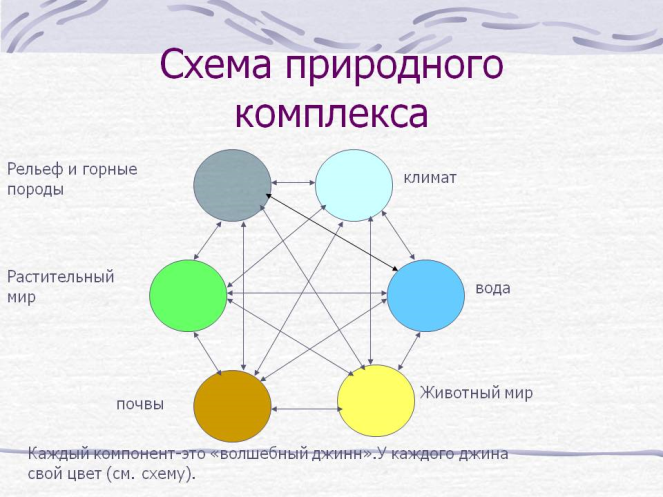 Схема природного
комплекса
Рельеф и горные
породы
климат
Растительный
мир
вода
почвы
Животный мир
Каждый компонент-это «волшебный джинн».У каждого джина
свой цвет (см. схему).